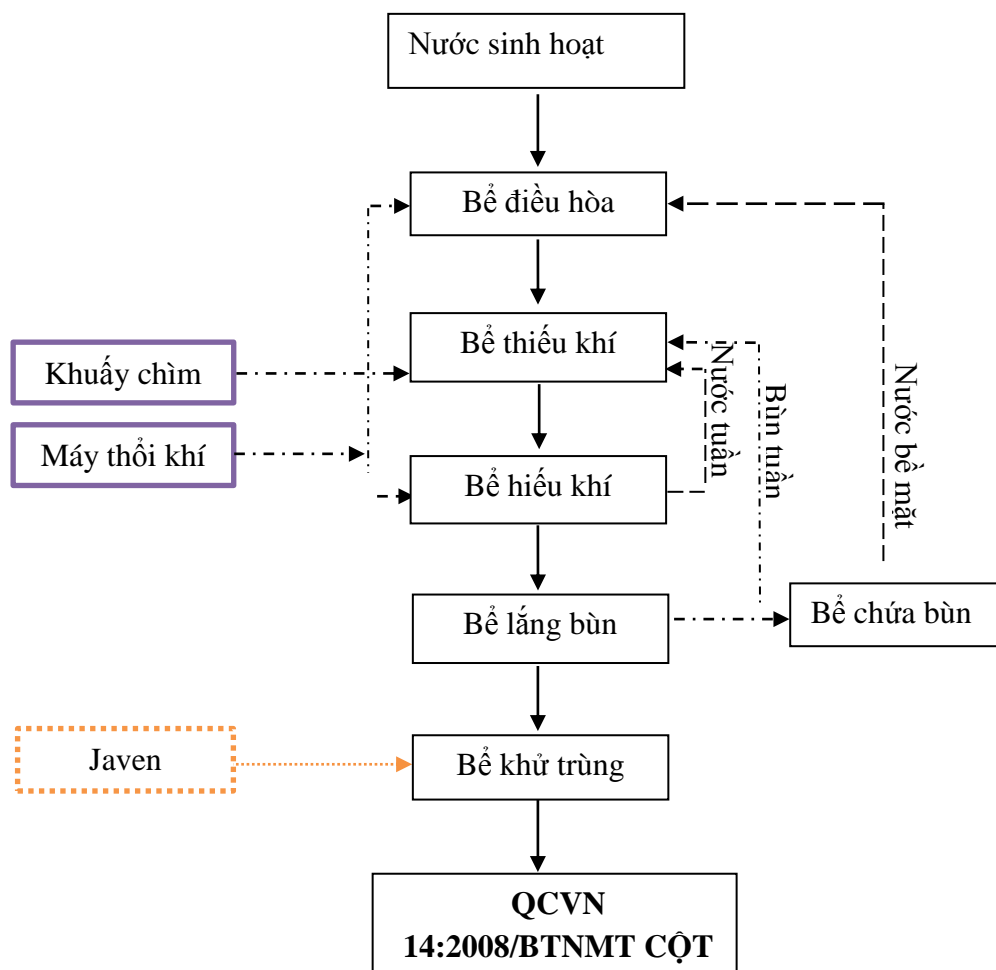 Nước sinh hoạt
Bể điều hòa
Bể thiếu khí
Khuấy chìm
Máy thổi khí
Nước tuần
Bùn tuần
Nước bề mặt
Bể hiếu khí
Bể lắng bùn
Bể chứa bùn
Javen
Bể khử trùng
QCVN
14:2008/BTNMT CỘT